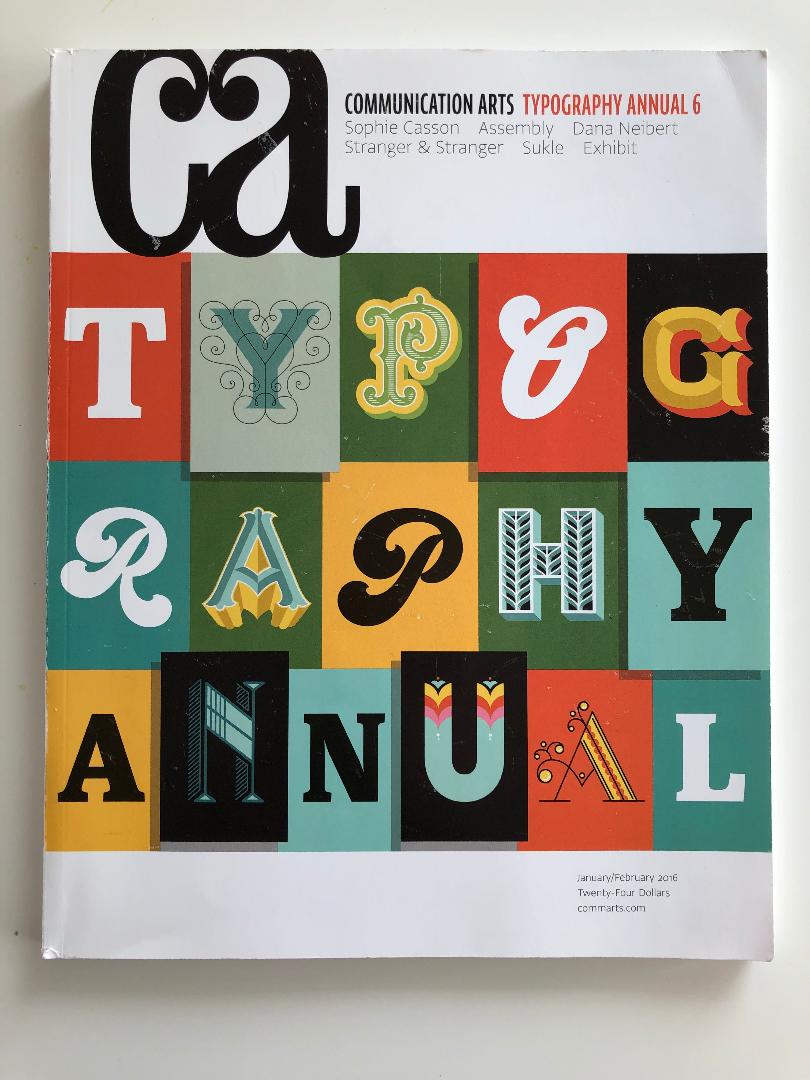 ca
COMMUNICATION ARTS TYPOGRAPHY ANNUAL 6
Sophie Casson Assembly Dana Neibert
Stranger & Stranger Sukle Exhibit
TYPOG
RAPHY
ANNUAL
January/February 2016
Twenty-Four Dollars
commarts.com